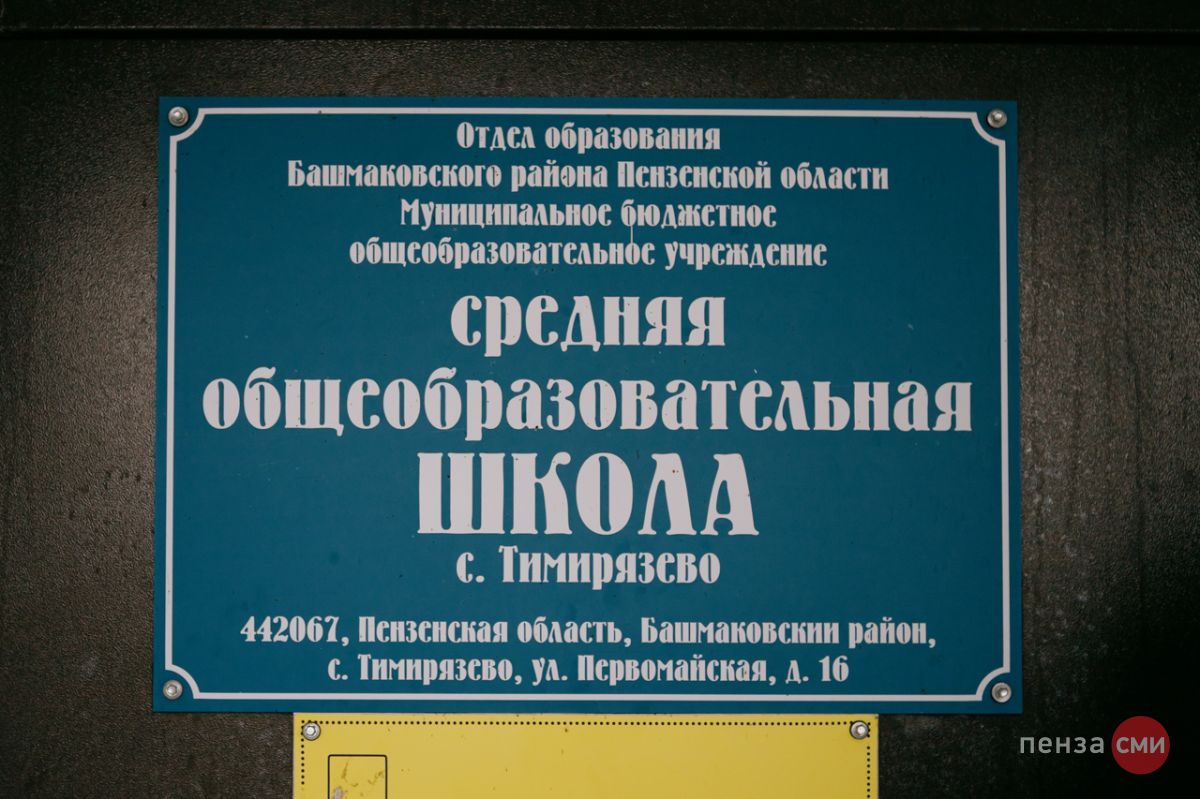 Отдел образования
Башмаковского района Пензенской области
Муниципальное бюджетное
общеобразовательное учреждение
средняя
общеобразовательная
ШКОЛА
с. Тимирязево
442067, Пензенская область, Башмаковскии район,
с. Тимирязево, ул. Первомайская, д. 16
пенза сми